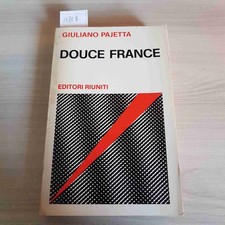 GIULIANO PAJETTA
DOUCE FRANCE
EDITORI RIUNITI